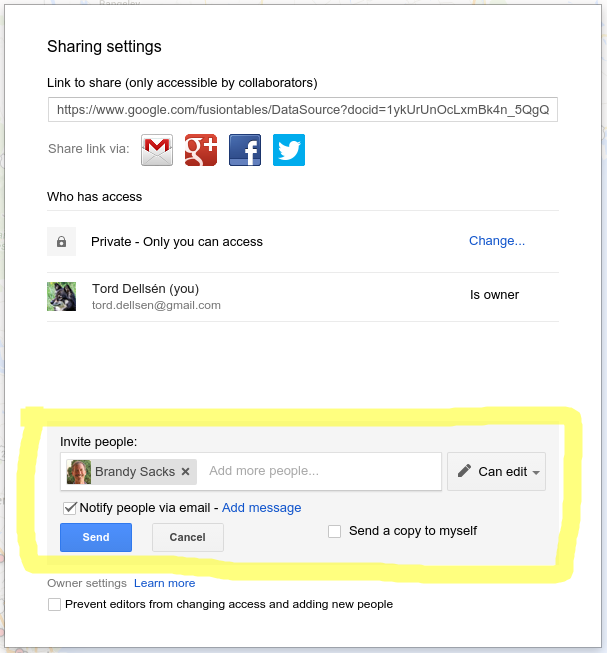 Rangeley
Sharing settings
Link to share (only accessible by collaborators)
https://www.google.com/fusiontables/DataSource?docid=1ykUrUnOcLxmBk4n_5QgQ
Share link via:
Who has access
Private - Only you can access Change...
Tord Dellsén (you) Is owner
tord.dellsen@gmail.com
Invite people:
Brandy Sacks × Add more people... Can edit
Notify people via email - Add message
Send Cancel Send a copy to myself
Owner settings Learn more
Prevent editors from changing access and adding new people